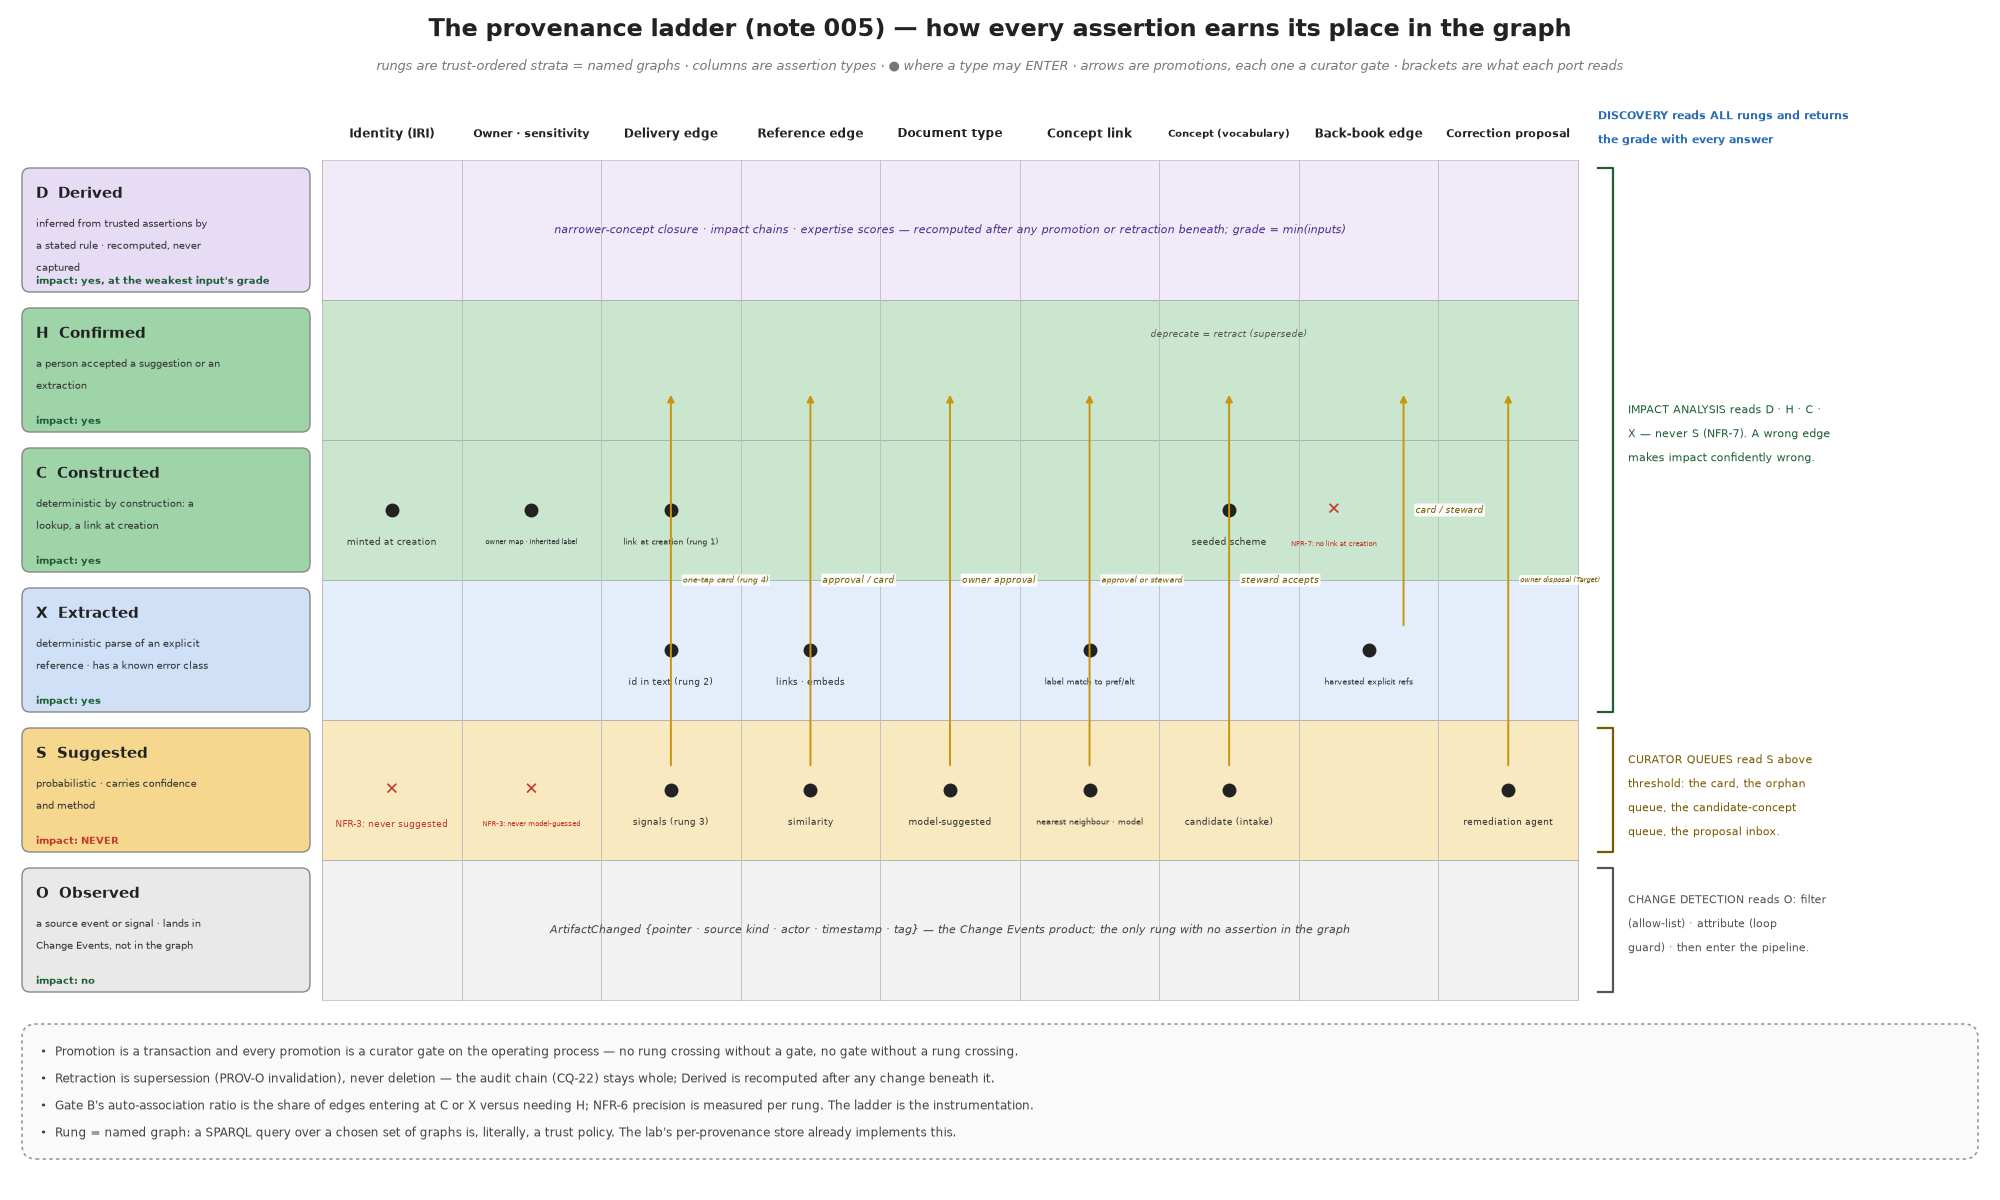 The provenance ladder (note 005) — how every assertion earns its place in the graph
rungs are trust-ordered strata = named graphs · columns are assertion types · ● where a type may ENTER · arrows are promotions, each one a curator gate · brackets are what each port reads
DISCOVERY reads ALL rungs and returns
the grade with every answer
Identity (IRI)
Owner · sensitivity
Delivery edge
Reference edge
Document type
Concept link
Concept (vocabulary)
Back-book edge
Correction proposal
D Derived
inferred from trusted assertions by
a stated rule · recomputed, never
captured
impact: yes, at the weakest input's grade
narrower-concept closure · impact chains · expertise scores — recomputed after any promotion or retraction beneath; grade = min(inputs)
H Confirmed
a person accepted a suggestion or an
extraction
impact: yes
deprecate = retract (supersede)
IMPACT ANALYSIS reads D · H · C ·
X — never S (NFR-7). A wrong edge
makes impact confidently wrong.
C Constructed
deterministic by construction: a
lookup, a link at creation
impact: yes
minted at creation
owner map · inherited label
link at creation (rung 1)
seeded scheme
✕
NFR-7: no link at creation
card / steward
one-tap card (rung 4)
approval / card
owner approval
approval or steward
steward accepts
owner disposal (Target)
X Extracted
deterministic parse of an explicit
reference · has a known error class
impact: yes
id in text (rung 2)
links · embeds
label match to pref/alt
harvested explicit refs
S Suggested
probabilistic · carries confidence
and method
impact: NEVER
✕
NFR-3: never suggested
✕
NFR-3: never model-guessed
signals (rung 3)
similarity
model-suggested
nearest neighbour · model
candidate (intake)
remediation agent
CURATOR QUEUES read S above
threshold: the card, the orphan
queue, the candidate-concept
queue, the proposal inbox.
O Observed
a source event or signal · lands in
Change Events, not in the graph
impact: no
ArtifactChanged {pointer · source kind · actor · timestamp · tag} — the Change Events product; the only rung with no assertion in the graph
CHANGE DETECTION reads O: filter
(allow-list) · attribute (loop
guard) · then enter the pipeline.
• Promotion is a transaction and every promotion is a curator gate on the operating process — no rung crossing without a gate, no gate without a rung crossing.
• Retraction is supersession (PROV-O invalidation), never deletion — the audit chain (CQ-22) stays whole; Derived is recomputed after any change beneath it.
• Gate B's auto-association ratio is the share of edges entering at C or X versus needing H; NFR-6 precision is measured per rung. The ladder is the instrumentation.
• Rung = named graph: a SPARQL query over a chosen set of graphs is, literally, a trust policy. The lab's per-provenance store already implements this.